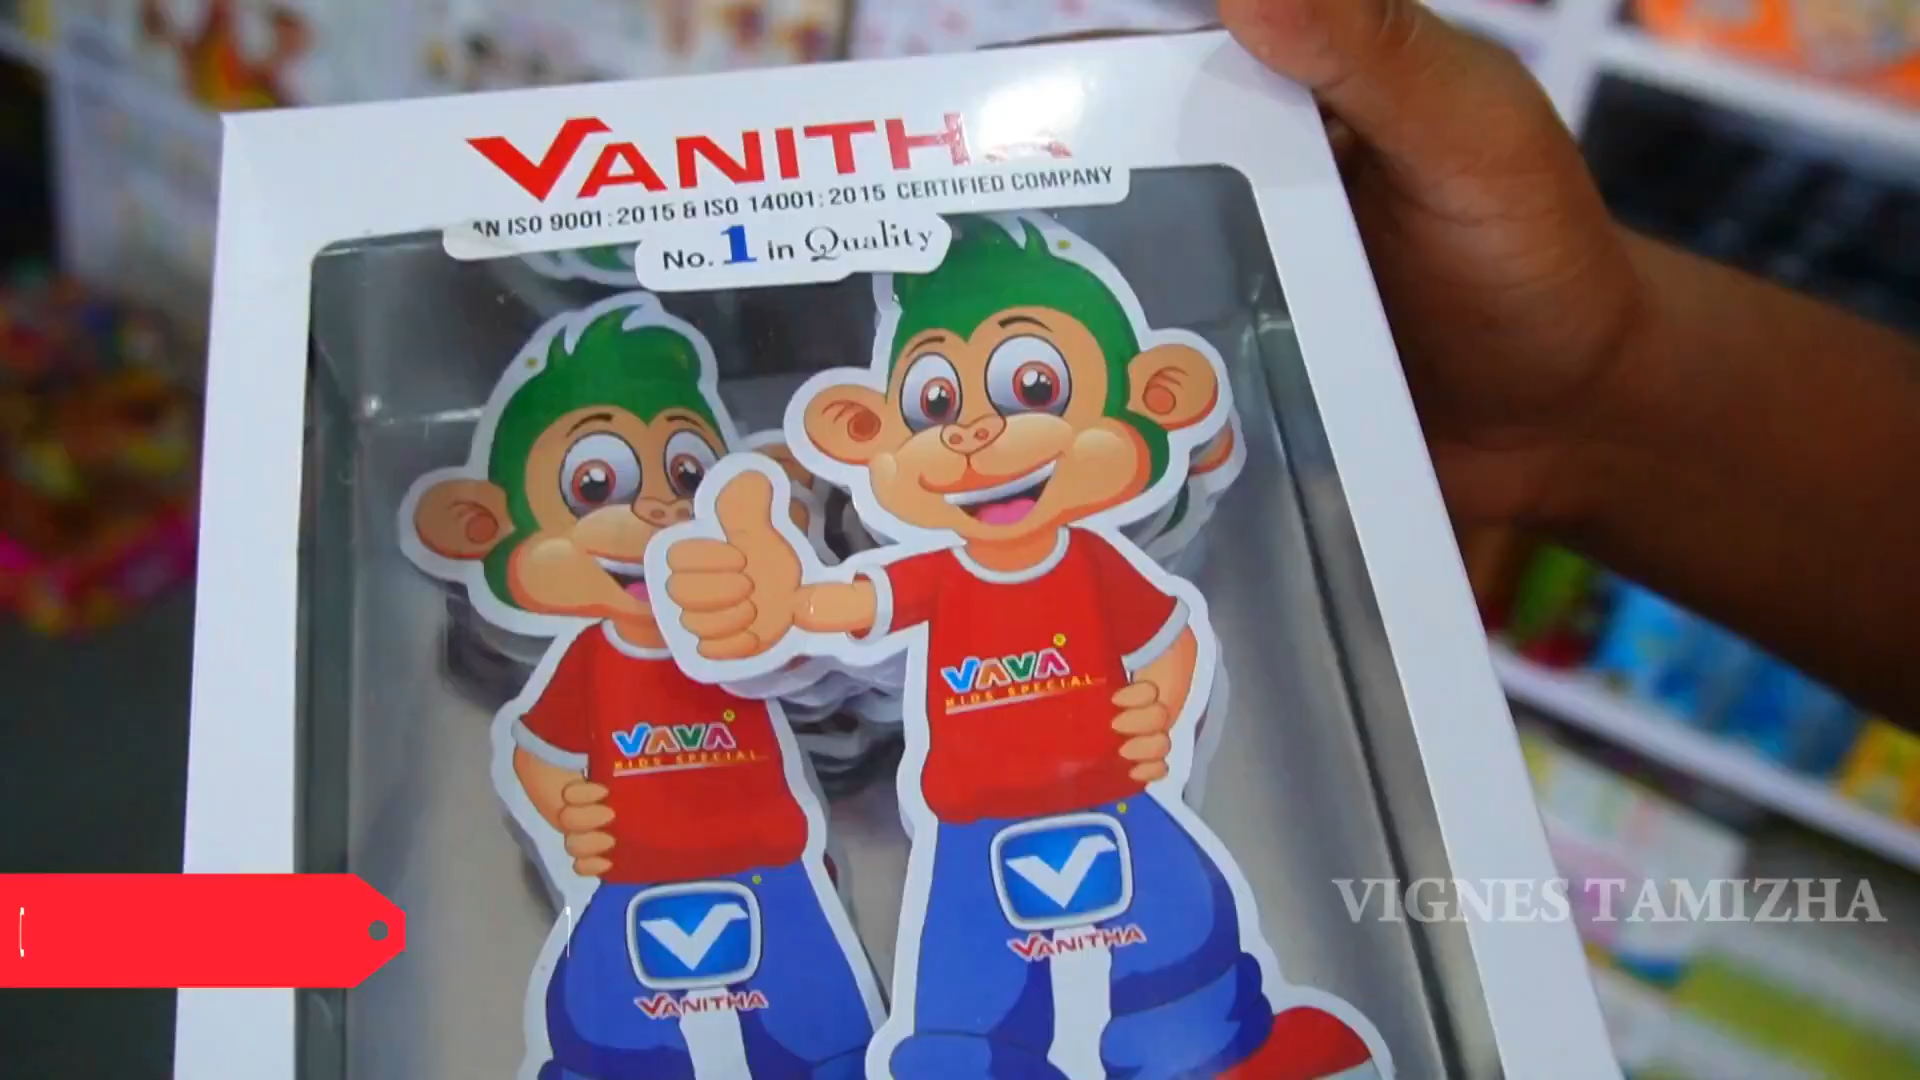 VANITHA
AN ISO 9001:2015 & ISO 14001:2015 CERTIFIED COMPANY
No. 1 in Quality
VAVA
KIDS SPECIAL
VAVA
KIDS SPECIAL
V
VANITHA
V
VANITHA
VIGNES TAMIZHA